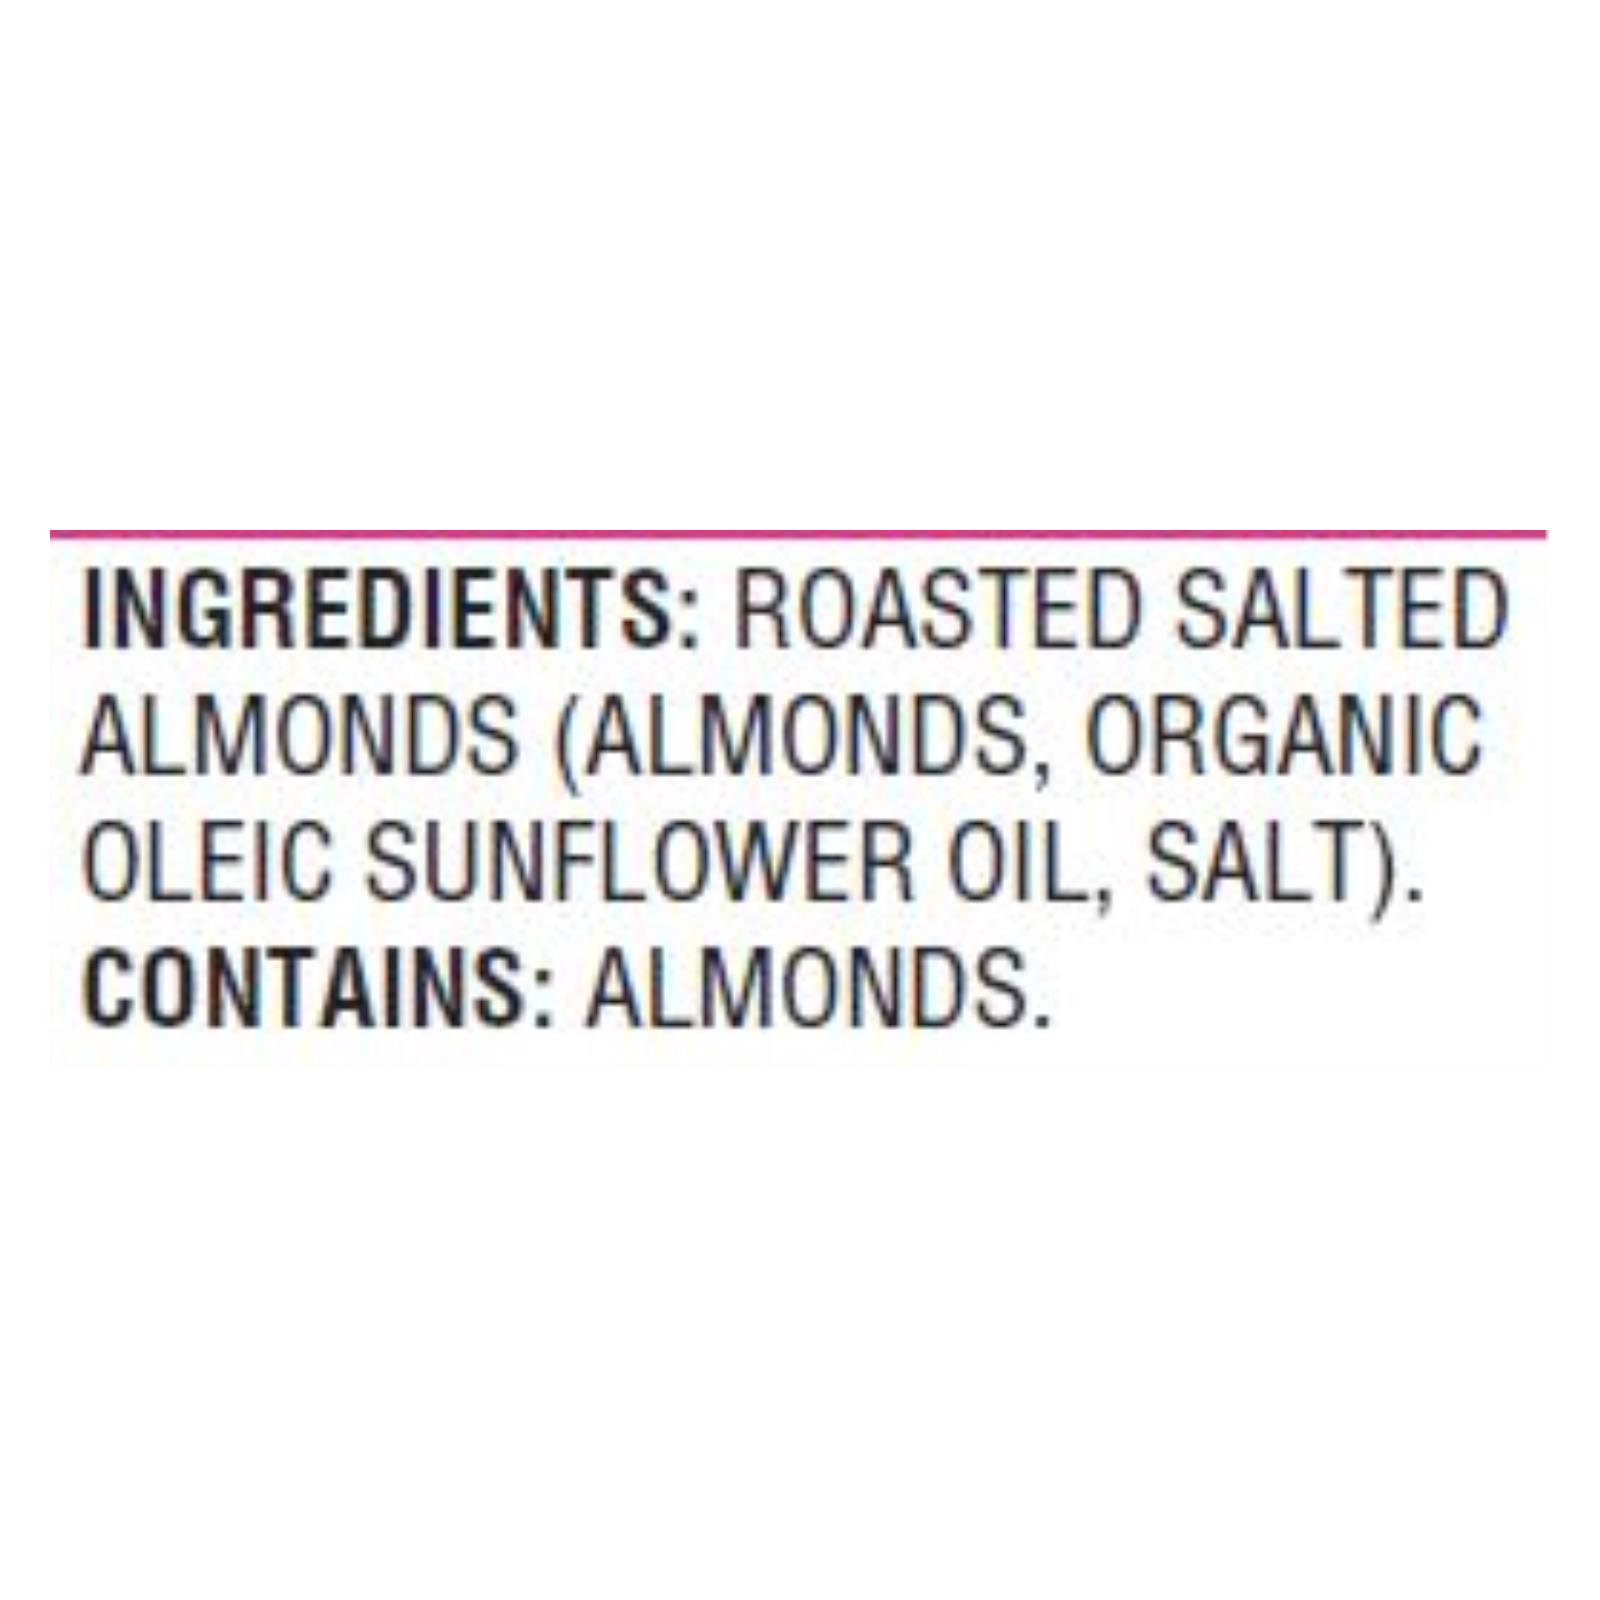 INGREDIENTS: ROASTED SALTED
ALMONDS (ALMONDS, ORGANIC
OLEIC SUNFLOWER OIL, SALT).
CONTAINS: ALMONDS.